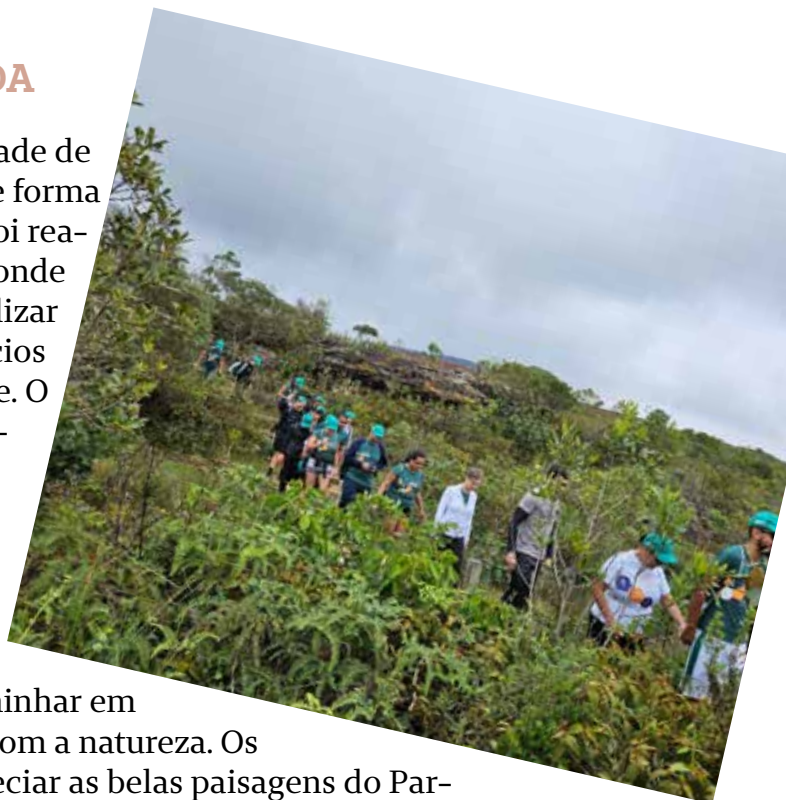 DA
ade de
e forma
oi rea-
onde
lizar
cios
e. O
-
inhar em
om a natureza. Os
eciar as belas paisagens do Par-